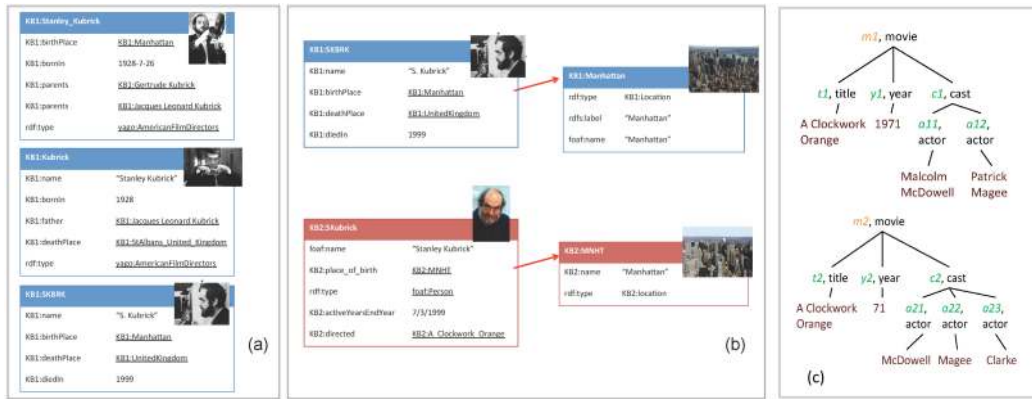 KB1:Stanley_Kubrick
KB1:birthPlace KB1:Manhattan
KB1:bornIn 1928-7-26
KB1:parents KB1:Gertrude Kubrick
KB1:parents KB1:Jacques Leonard Kubrick
rdf:type yago:AmericanFilmDirectors
KB1:Kubrick
KB1:name "Stanley Kubrick"
KB1:bornIn 1928
KB1:father KB1:Jacques Leonard Kubrick
KB1:deathPlace KB1:StAlbans_United_Kingdom
rdf:type yago:AmericanFilmDirectors
KB1:SKBRK
KB1:name "S. Kubrick"
KB1:birthPlace KB1:Manhattan
KB1:deathPlace KB1:UnitedKingdom
KB1:diedIn 1999
(a)
KB1:SKBRK
KB1:name "S. Kubrick"
KB1:birthPlace KB1:Manhattan
KB1:deathPlace KB1:UnitedKingdom
KB1:diedIn 1999
KB1:Manhattan
rdf:type KB1:Location
rdfs:label "Manhattan"
foaf:name "Manhattan"
KB2:SKubrick
foaf:name "Stanley Kubrick"
KB2:place_of_birth KB2:MNHT
rdf:type foaf:Person
KB2:activeYearsEndYear 7/3/1999
KB2:directed KB2:A_Clockwork_Orange
KB2:MNHT
KB2:name "Manhattan"
rdf:type KB2:location
(b)
m1, movie
t1, title y1, year c1, cast
A Clockwork 1971 a11, a12,
Orange actor actor
Malcolm Patrick
McDowell Magee
m2, movie
t2, title y2, year c2, cast
A Clockwork 71 a21, a22, a23,
Orange actor actor actor
McDowell Magee Clarke
(c)